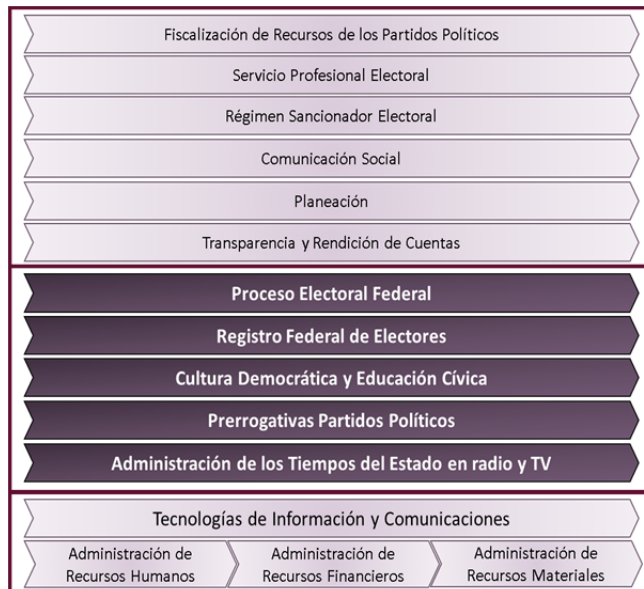 Fiscalización de Recursos de los Partidos Políticos
Servicio Profesional Electoral
Régimen Sancionador Electoral
Comunicación Social
Planeación
Transparencia y Rendición de Cuentas
Proceso Electoral Federal
Registro Federal de Electores
Cultura Democrática y Educación Cívica
Prerrogativas Partidos Políticos
Administración de los Tiempos del Estado en radio y TV
Tecnologías de Información y Comunicaciones
Administración de
Recursos Humanos
Administración de
Recursos Financieros
Administración de
Recursos Materiales